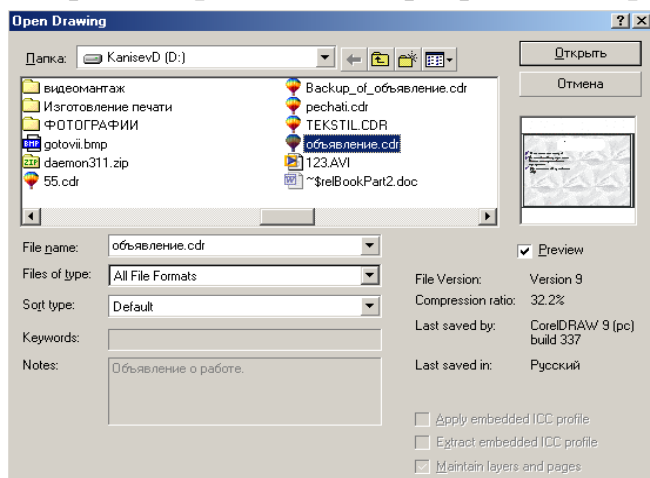 Open Drawing
Папка: KanisevD (D:)
Открыть
Отмена
видеомантаж
Изготовление печати
ФОТОГРАФИИ
gotovii.bmp
daemon311.zip
55.cdr
Backup_of_объявление.cdr
pechati.cdr
TEKSTIL.CDR
объявление.cdr
123.AVI
~$relBookPart2.doc
File name: объявление.cdr
Preview
Files of type: All File Formats
File Version: Version 9
Sort type: Default
Compression ratio: 32.2%
Keywords:
Last saved by: CorelDRAW 9 (pc)
build 337
Notes: Объявление о работе.
Last saved in: Русский
Apply embedded ICC profile
Extract embedded ICC profile
Maintain layers and pages